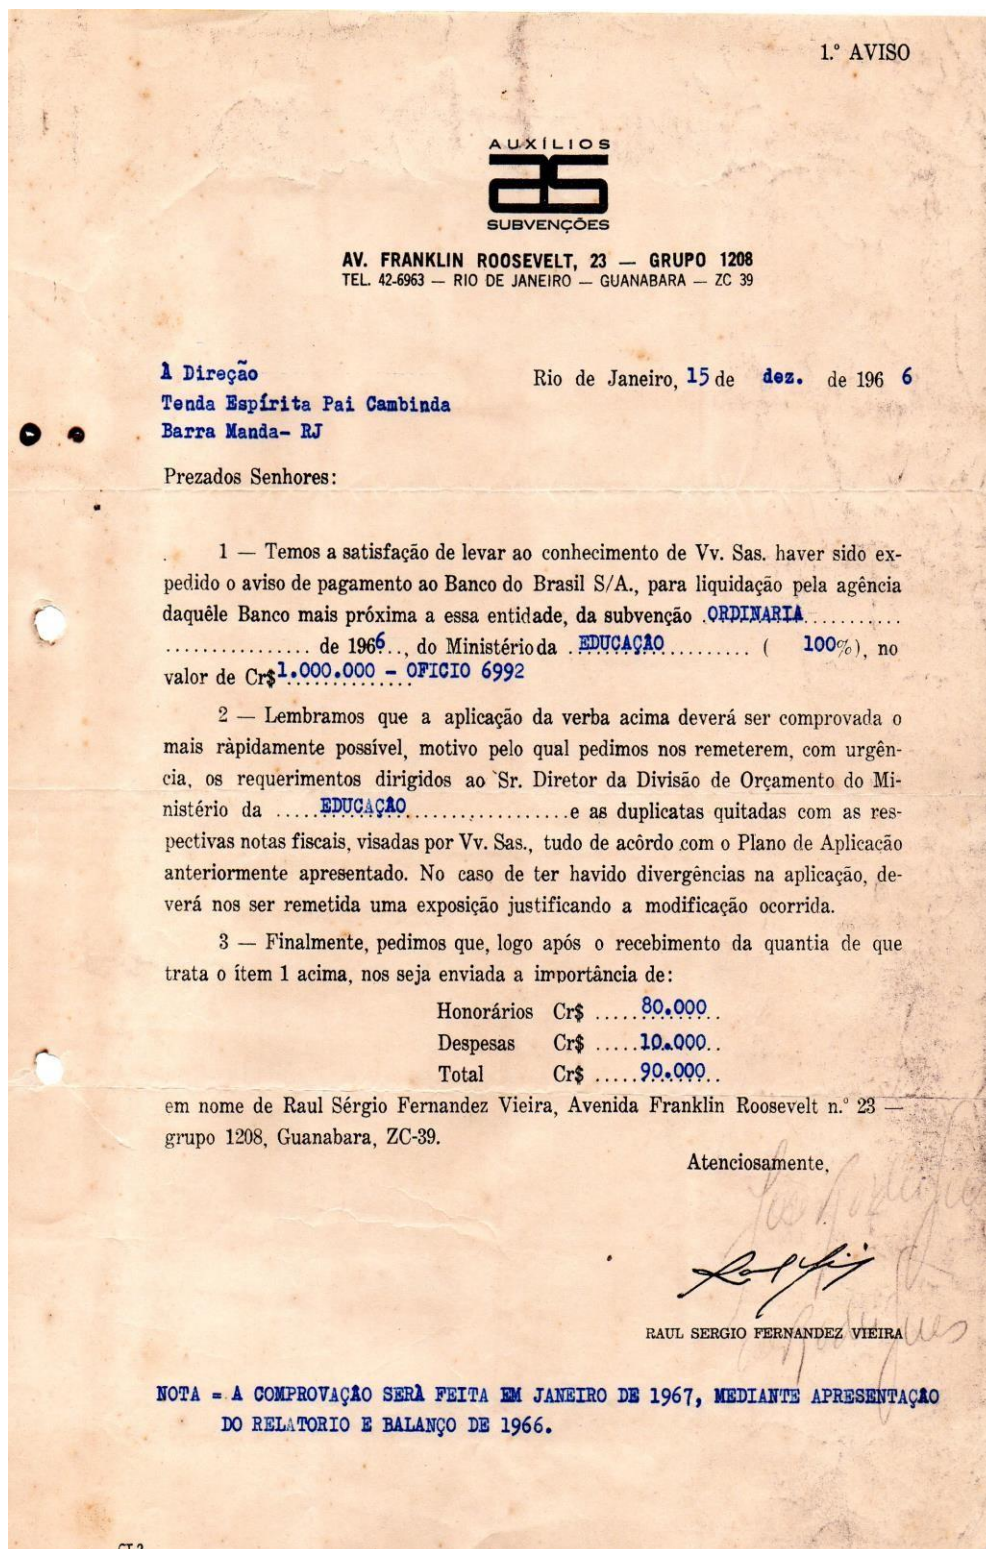 1.º AVISO
AUXÍLIOS
as
SUBVENÇÕES
AV. FRANKLIN ROOSEVELT, 23 — GRUPO 1208
TEL. 42-6963 — RIO DE JANEIRO — GUANABARA — ZC 39
À Direção
Rio de Janeiro, 15 de dez. de 196 6
Tenda Espírita Pai Cambinda
Barra Manda- RJ
Prezados Senhores:
1 — Temos a satisfação de levar ao conhecimento de Vv. Sas. haver sido ex-
pedido o aviso de pagamento ao Banco do Brasil S/A., para liquidação pela agência
daquêle Banco mais próxima a essa entidade, da subvenção .ORDINARIA...........
................ de 1966.., do Ministério da .EDUCAÇÃO......... ( 100%), no
valor de Cr$ 1.000.000 - OFICIO 6992
2 — Lembramos que a aplicação da verba acima deverá ser comprovada o
mais ràpidamente possível, motivo pelo qual pedimos nos remeterem, com urgên-
cia, os requerimentos dirigidos ao Sr. Diretor da Divisão de Orçamento do Mi-
nistério da .....EDUCAÇÃO..................e as duplicatas quitadas com as res-
pectivas notas fiscais, visadas por Vv. Sas., tudo de acôrdo com o Plano de Aplicação
anteriormente apresentado. No caso de ter havido divergências na aplicação, de-
verá nos ser remetida uma exposição justificando a modificação ocorrida.
3 — Finalmente, pedimos que, logo após o recebimento da quantia de que
trata o ítem 1 acima, nos seja enviada a importância de:
Honorários Cr$ .....80.000..
Despesas Cr$ .....10.000..
Total Cr$ .....90.000..
em nome de Raul Sérgio Fernandez Vieira, Avenida Franklin Roosevelt n.º 23 —
grupo 1208, Guanabara, ZC-39.
Atenciosamente,
RAUL SERGIO FERNANDEZ VIEIRA
Rodrigues
NOTA = A COMPROVAÇÃO SERÀ FEITA EM JANEIRO DE 1967, MEDIANTE APRESENTAÇÃO
DO RELATORIO E BALANÇO DE 1966.